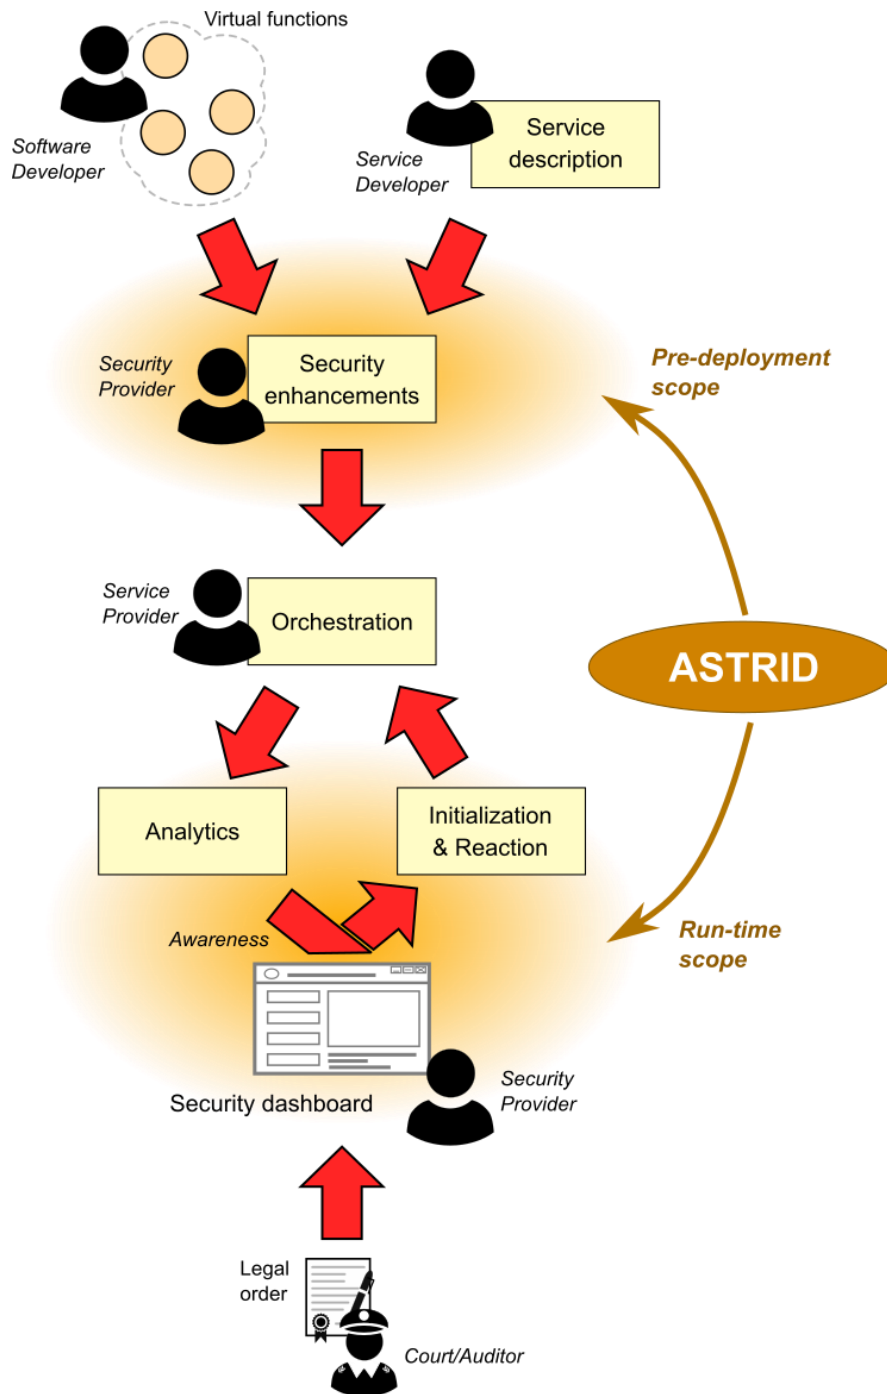 Virtual functions
Software
Developer
Service
Developer
Service
description
Security
Provider
Security
enhancements
Pre-deployment
scope
Service
Provider
Orchestration
ASTRID
Analytics
Initialization
& Reaction
Awareness
Run-time
scope
Security dashboard
Security
Provider
Legal
order
Court/Auditor